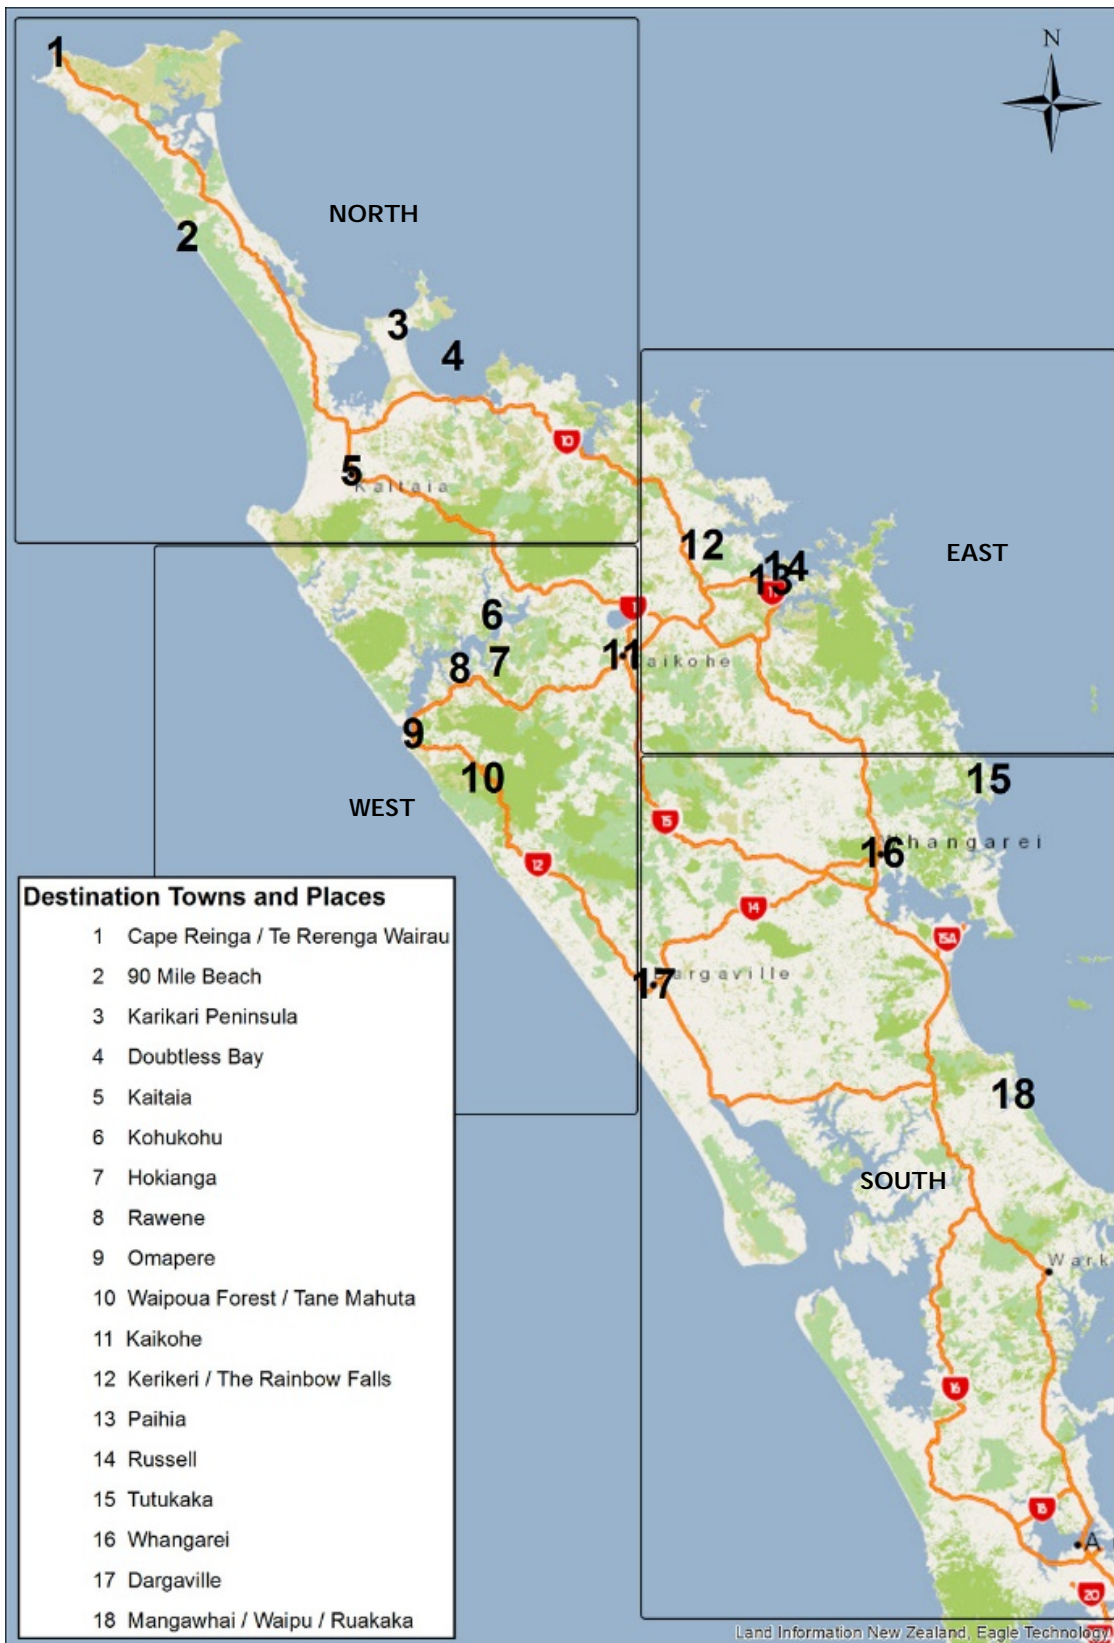 1
N
NORTH
2
3
4
10
5
Kaitaia
12
EAST
14
13
11
6
1
11
Kaikohe
7
8
9
10
15
WEST
15
16
Whangarei
12
14
15A
17
Dargaville
18
SOUTH
Wark
16
18
A
20
Destination Towns and Places
1 Cape Reinga / Te Rerenga Wairau
2 90 Mile Beach
3 Karikari Peninsula
4 Doubtless Bay
5 Kaitaia
6 Kohukohu
7 Hokianga
8 Rawene
9 Omapere
10 Waipoua Forest / Tane Mahuta
11 Kaikohe
12 Kerikeri / The Rainbow Falls
13 Paihia
14 Russell
15 Tutukaka
16 Whangarei
17 Dargaville
18 Mangawhai / Waipu / Ruakaka
Land Information New Zealand, Eagle Technology